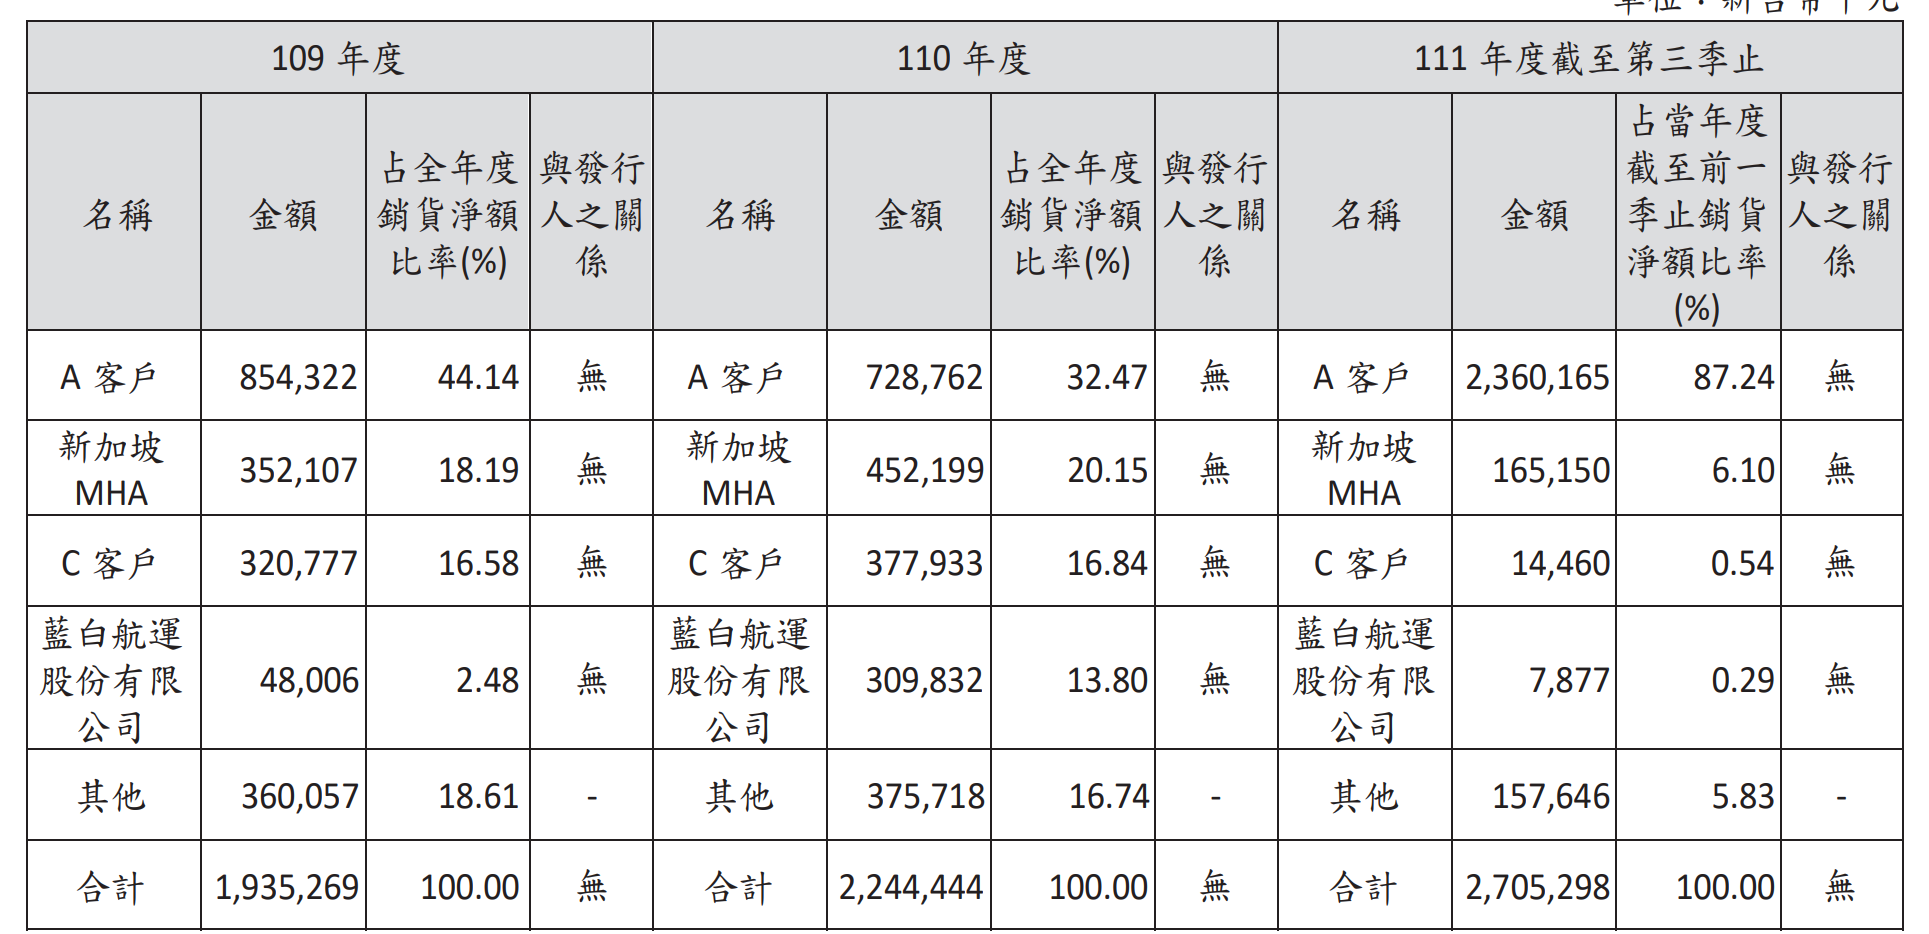 單位：新台幣千元
109 年度 110 年度 111 年度截至第三季止
名稱 金額 占全年度銷貨淨額比率(%) 與發行人之關係 名稱 金額 占全年度銷貨淨額比率(%) 與發行人之關係 名稱 金額 占當年度截至前一季止銷貨淨額比率(%) 與發行人之關係
A 客戶 854,322 44.14 無 A 客戶 728,762 32.47 無 A 客戶 2,360,165 87.24 無
新加坡MHA 352,107 18.19 無 新加坡MHA 452,199 20.15 無 新加坡MHA 165,150 6.10 無
C 客戶 320,777 16.58 無 C 客戶 377,933 16.84 無 C 客戶 14,460 0.54 無
藍白航運股份有限公司 48,006 2.48 無 藍白航運股份有限公司 309,832 13.80 無 藍白航運股份有限公司 7,877 0.29 無
其他 360,057 18.61 - 其他 375,718 16.74 - 其他 157,646 5.83 -
合計 1,935,269 100.00 無 合計 2,244,444 100.00 無 合計 2,705,298 100.00 無